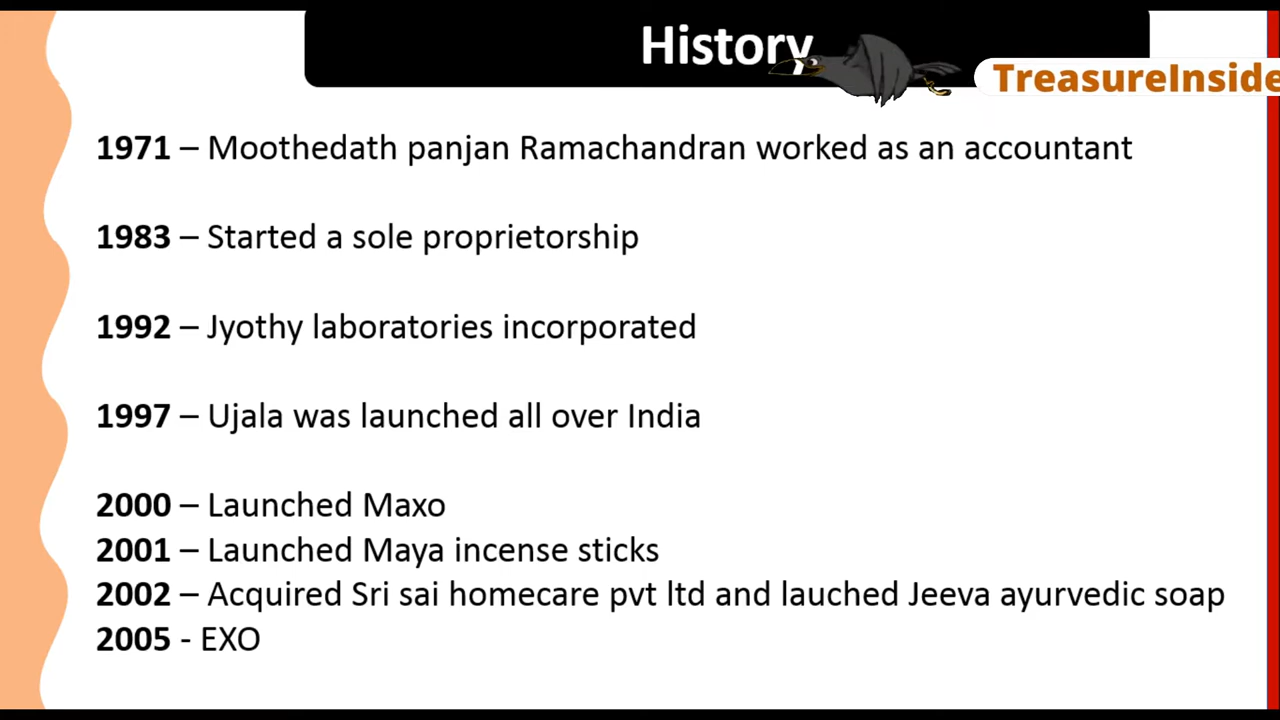 History
TreasureInside
1971 – Moothedath panjan Ramachandran worked as an accountant
1983 – Started a sole proprietorship
1992 – Jyothy laboratories incorporated
1997 – Ujala was launched all over India
2000 – Launched Maxo
2001 – Launched Maya incense sticks
2002 – Acquired Sri sai homecare pvt ltd and lauched Jeeva ayurvedic soap
2005 - EXO